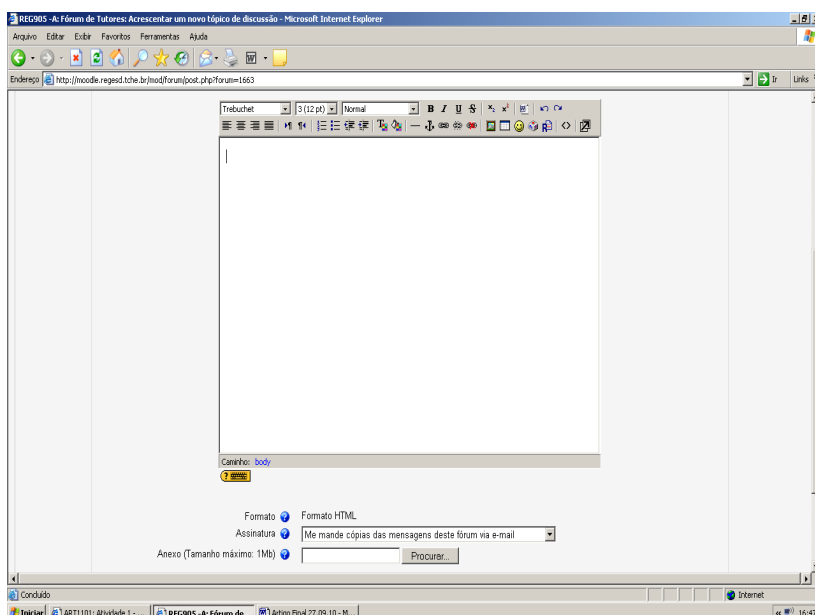 REG905 -A: Fórum de Tutores: Acrescentar um novo tópico de discussão - Microsoft Internet Explorer
Arquivo Editar Exibir Favoritos Ferramentas Ajuda
Endereço http://moodle.regesd.tche.br/mod/forum/post.php?forum=1663 Ir Links
Trebuchet 3 (12 pt) Normal B I U S
Caminho: body
Formato Formato HTML
Assinatura Me mande cópias das mensagens deste fórum via e-mail
Anexo (Tamanho máximo: 1Mb) Procurar...
Concluído Internet
Iniciar ART1101: Atividade 1 - ... REG905 -A: Fórum de ... Artigo Final 27.09.10 - M... 16:47